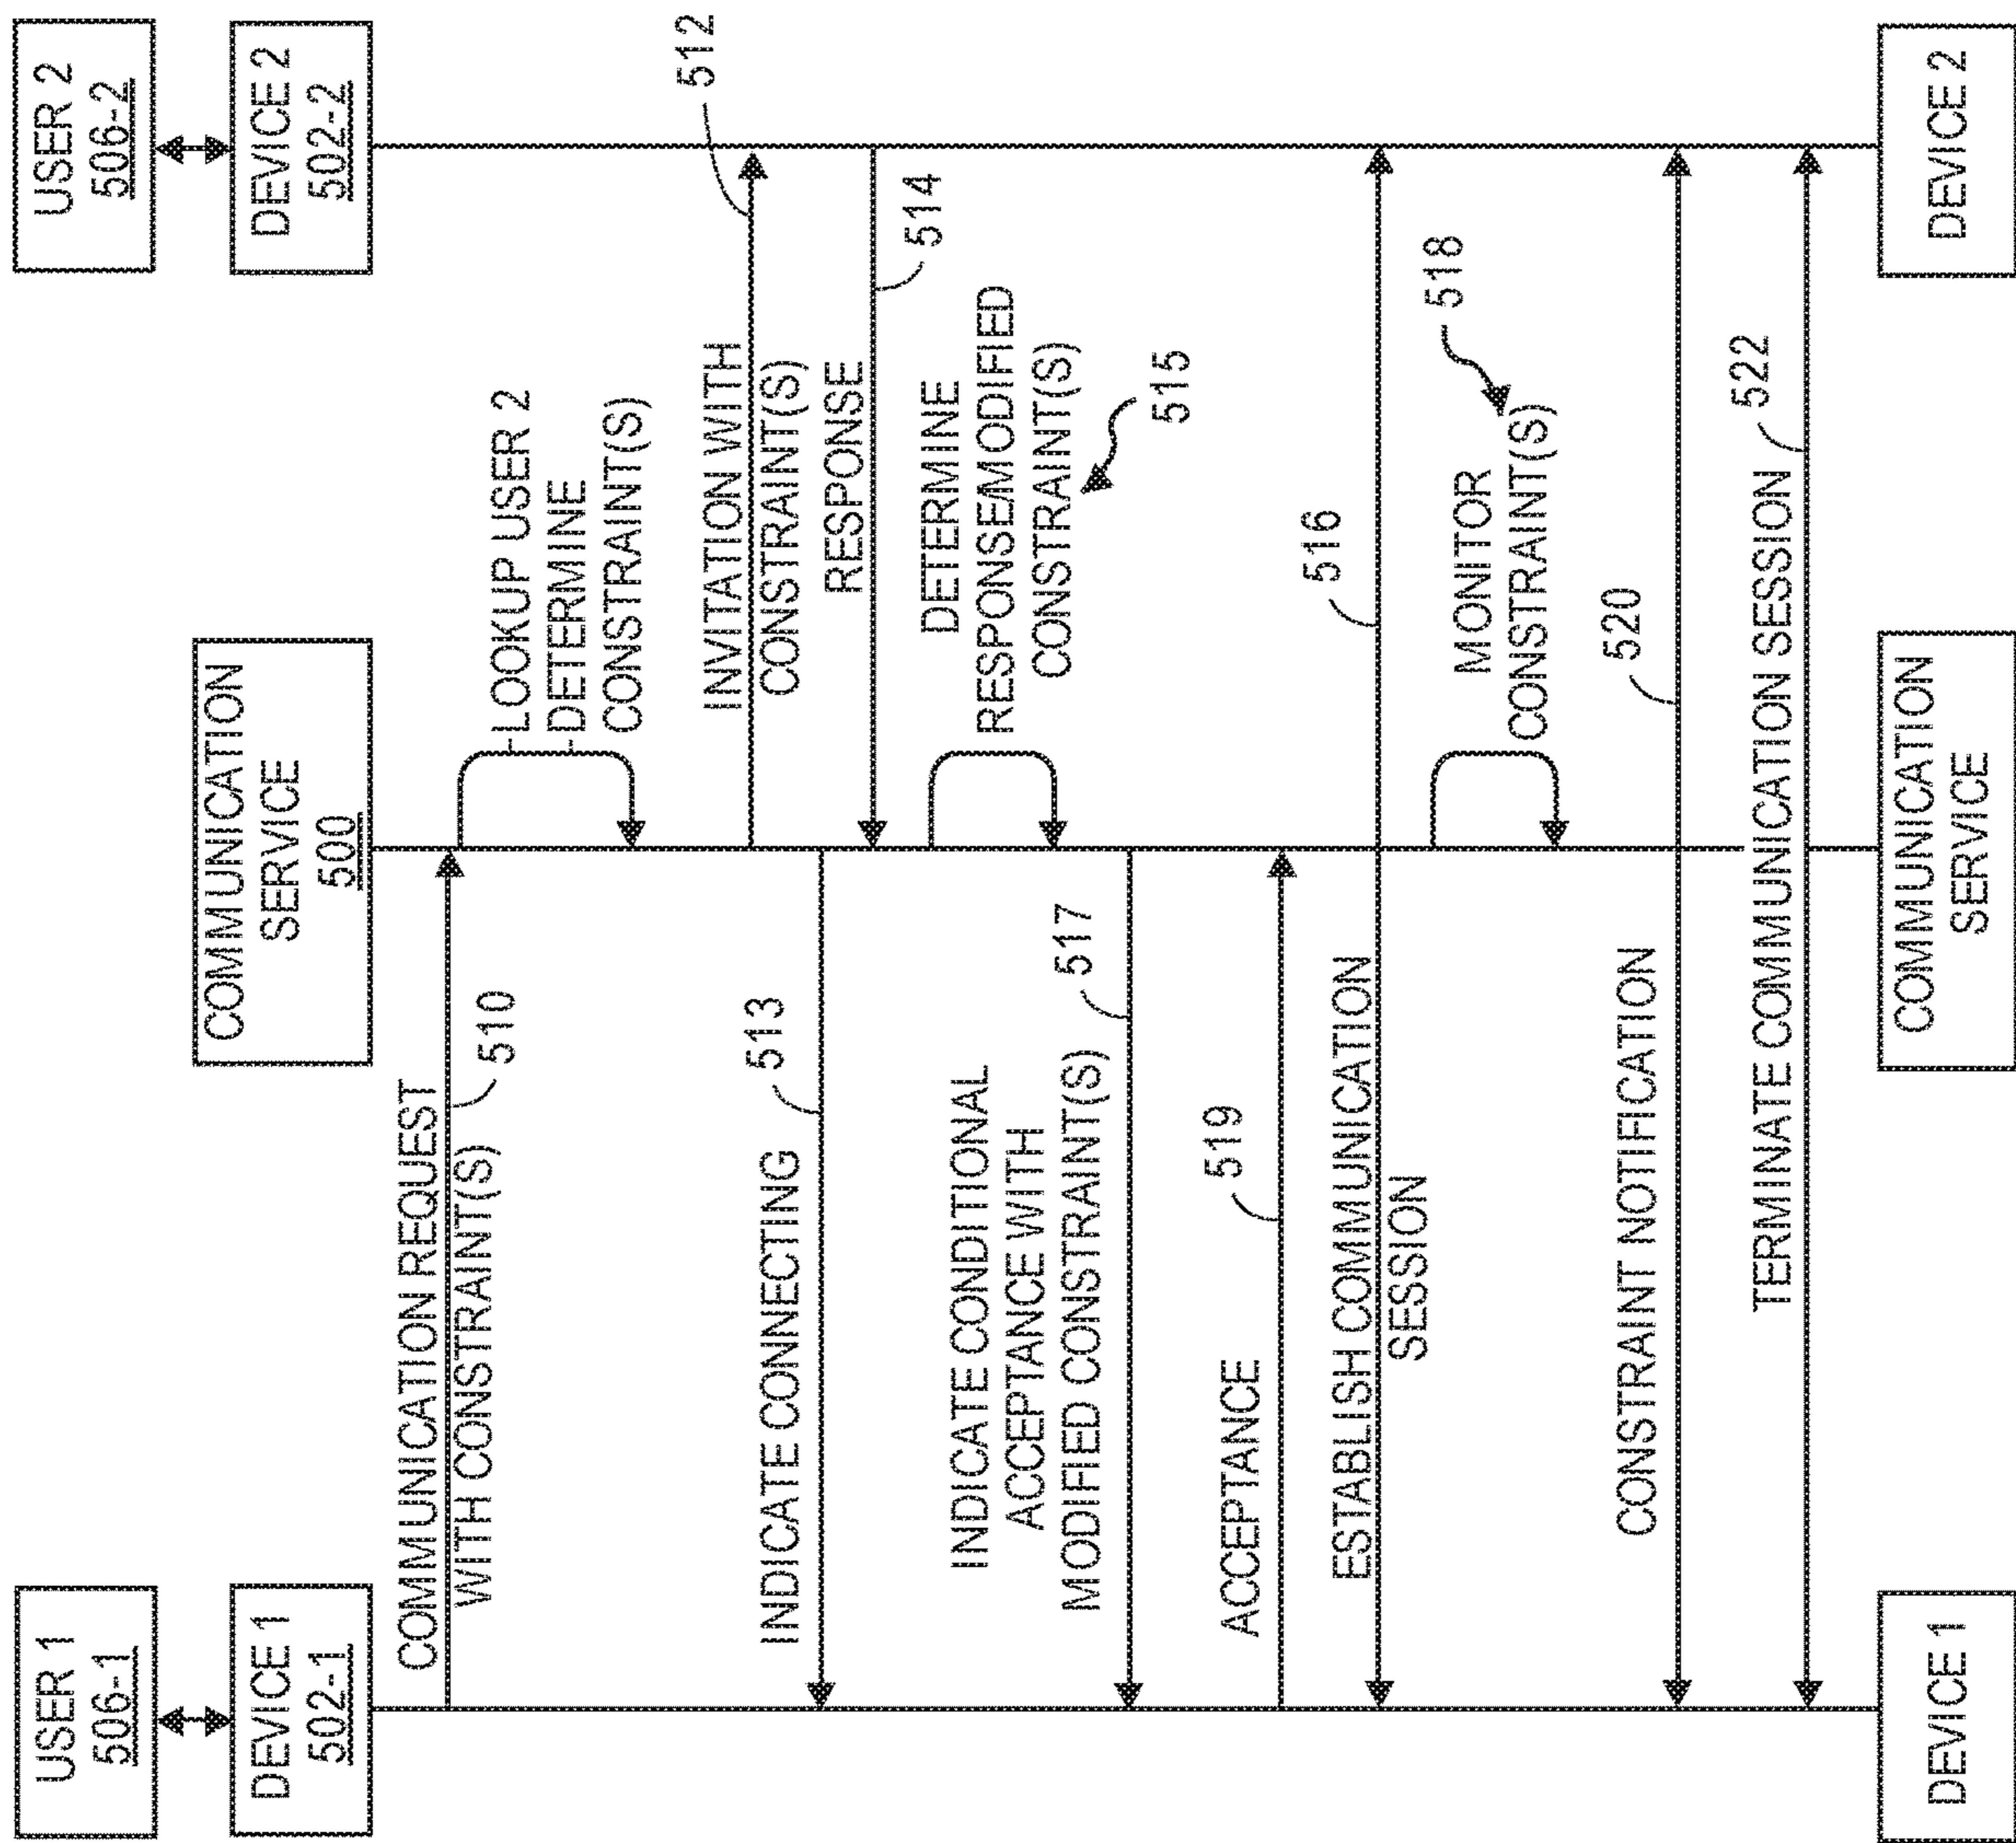 USER 1
506-1
DEVICE 1
502-1
COMMUNICATION
SERVICE
500
USER 2
506-2
DEVICE 2
502-2
COMMUNICATION REQUEST
WITH CONSTRAINT(S)
510
LOOKUP USER 2
DETERMINE
CONSTRAINT(S)
INVITATION WITH
CONSTRAINT(S)
512
INDICATE CONNECTING
513
RESPONSE
514
DETERMINE
RESPONSE/MODIFIED
CONSTRAINT(S)
515
INDICATE CONDITIONAL
ACCEPTANCE WITH
MODIFIED CONSTRAINT(S)
517
ACCEPTANCE
519
ESTABLISH COMMUNICATION
SESSION
516
MONITOR
CONSTRAINT(S)
518
CONSTRAINT NOTIFICATION
520
TERMINATE COMMUNICATION SESSION
522
DEVICE 1
COMMUNICATION
SERVICE
DEVICE 2